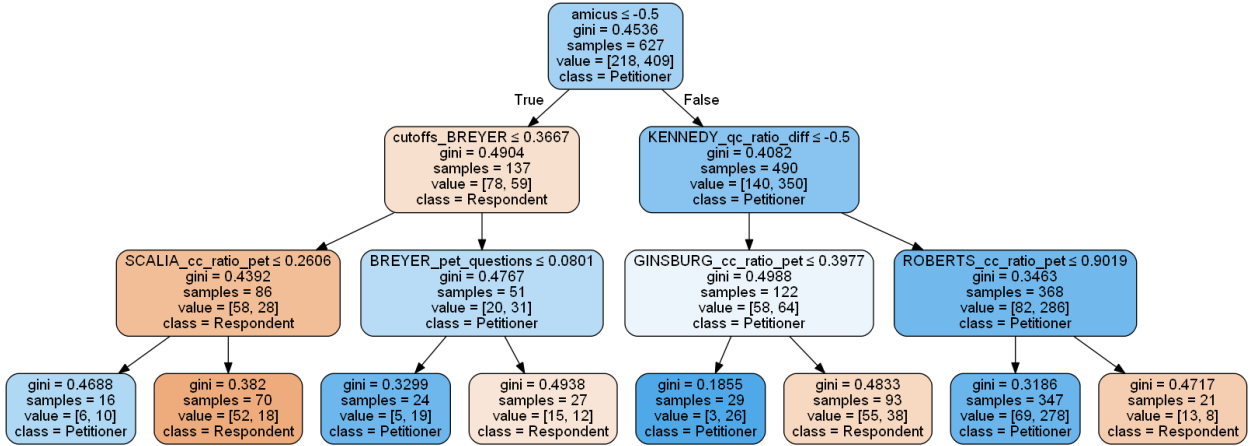 amicus ≤ -0.5
gini = 0.4536
samples = 627
value = [218, 409]
class = Petitioner
True
False
cutoffs_BREYER ≤ 0.3667
gini = 0.4904
samples = 137
value = [78, 59]
class = Respondent
KENNEDY_qc_ratio_diff ≤ -0.5
gini = 0.4082
samples = 490
value = [140, 350]
class = Petitioner
SCALIA_cc_ratio_pet ≤ 0.2606
gini = 0.4392
samples = 86
value = [58, 28]
class = Respondent
BREYER_pet_questions ≤ 0.0801
gini = 0.4767
samples = 51
value = [20, 31]
class = Petitioner
GINSBURG_cc_ratio_pet ≤ 0.3977
gini = 0.4988
samples = 122
value = [58, 64]
class = Petitioner
ROBERTS_cc_ratio_pet ≤ 0.9019
gini = 0.3463
samples = 368
value = [82, 286]
class = Petitioner
gini = 0.4688
samples = 16
value = [6, 10]
class = Petitioner
gini = 0.382
samples = 70
value = [52, 18]
class = Respondent
gini = 0.3299
samples = 24
value = [5, 19]
class = Petitioner
gini = 0.4938
samples = 27
value = [15, 12]
class = Respondent
gini = 0.1855
samples = 29
value = [3, 26]
class = Petitioner
gini = 0.4833
samples = 93
value = [55, 38]
class = Respondent
gini = 0.3186
samples = 347
value = [69, 278]
class = Petitioner
gini = 0.4717
samples = 21
value = [13, 8]
class = Respondent